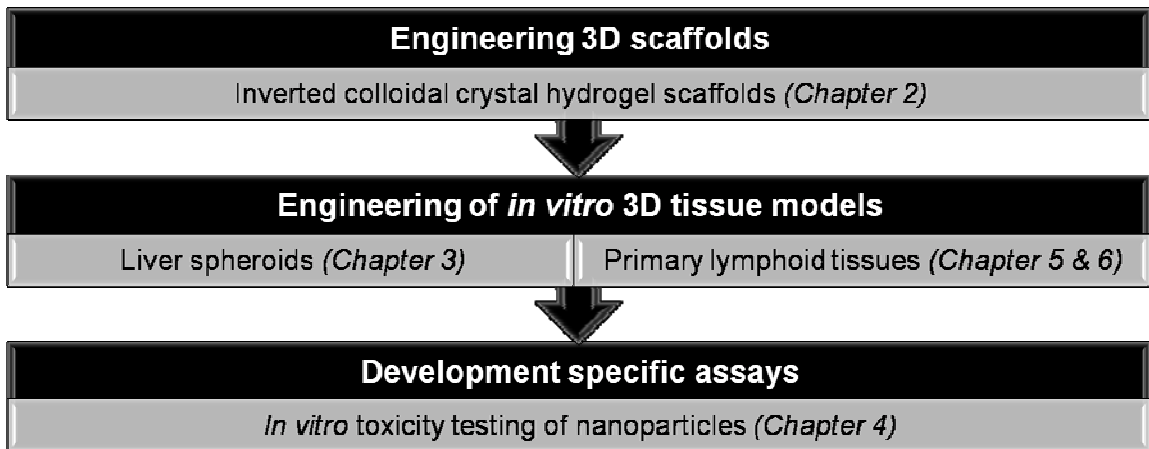 Engineering 3D scaffolds
Inverted colloidal crystal hydrogel scaffolds (Chapter 2)
Engineering of in vitro 3D tissue models
Liver spheroids (Chapter 3)
Primary lymphoid tissues (Chapter 5 & 6)
Development specific assays
In vitro toxicity testing of nanoparticles (Chapter 4)